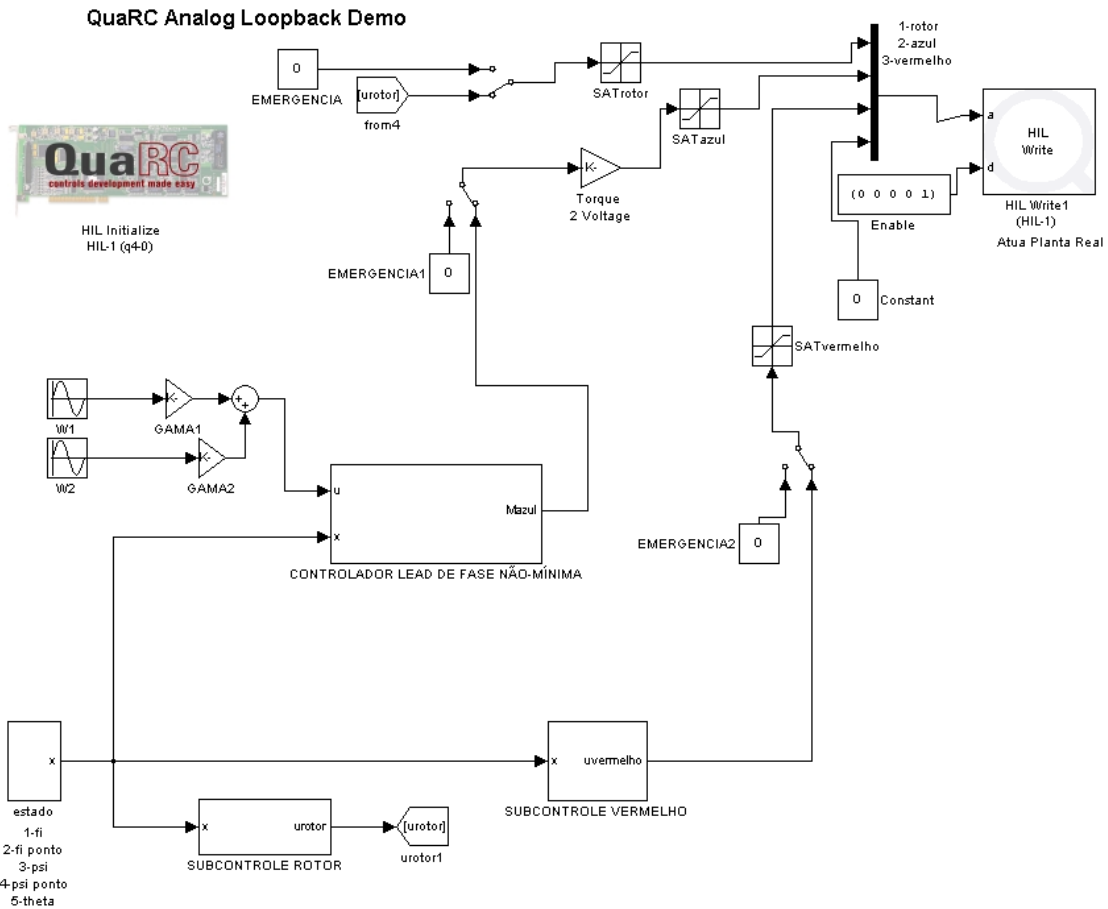 QuaRC Analog Loopback Demo
1-rotor
2-azul
3-vermelho
0
EMERGENCIA
[urotor]
from4
SATrotor
SATazul
a
HIL
Write
d
HIL Write1
(HIL-1)
Atua Planta Real
QuaRC
controls development made easy
HIL Initialize
HIL-1 (q4-0)
K-
Torque
2 Voltage
(0 0 0 0 1)
Enable
EMERGENCIA1
0
0
Constant
SATvermelho
W1
K-
GAMA1
++
W2
K-
GAMA2
u
Mazul
x
CONTROLADOR LEAD DE FASE NÃO-MÍNIMA
EMERGENCIA2
0
x
estado
1-fi
2-fi ponto
3-psi
4-psi ponto
5-theta
x
uvermelho
SUBCONTROLE VERMELHO
x
urotor
SUBCONTROLE ROTOR
[urotor]
urotor1